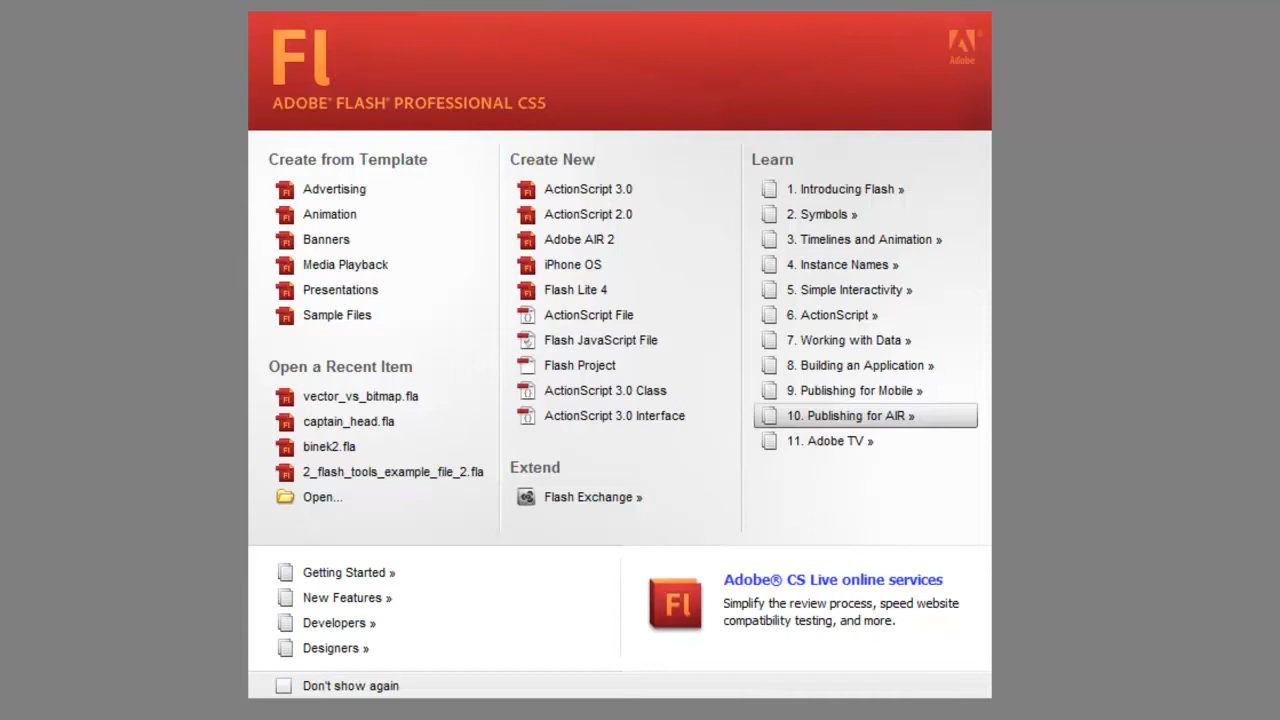 Fl
Adobe
ADOBE® FLASH® PROFESSIONAL CS5
Create from Template
Advertising
Animation
Banners
Media Playback
Presentations
Sample Files
Open a Recent Item
vector_vs_bitmap.fla
captain_head.fla
binek2.fla
2_flash_tools_example_file_2.fla
Open...
Create New
ActionScript 3.0
ActionScript 2.0
Adobe AIR 2
iPhone OS
Flash Lite 4
ActionScript File
Flash JavaScript File
Flash Project
ActionScript 3.0 Class
ActionScript 3.0 Interface
Extend
Flash Exchange »
Learn
1. Introducing Flash »
2. Symbols »
3. Timelines and Animation »
4. Instance Names »
5. Simple Interactivity »
6. ActionScript »
7. Working with Data »
8. Building an Application »
9. Publishing for Mobile »
10. Publishing for AIR »
11. Adobe TV »
Getting Started »
New Features »
Developers »
Designers »
Fl
Adobe® CS Live online services
Simplify the review process, speed website
compatibility testing, and more.
Don't show again